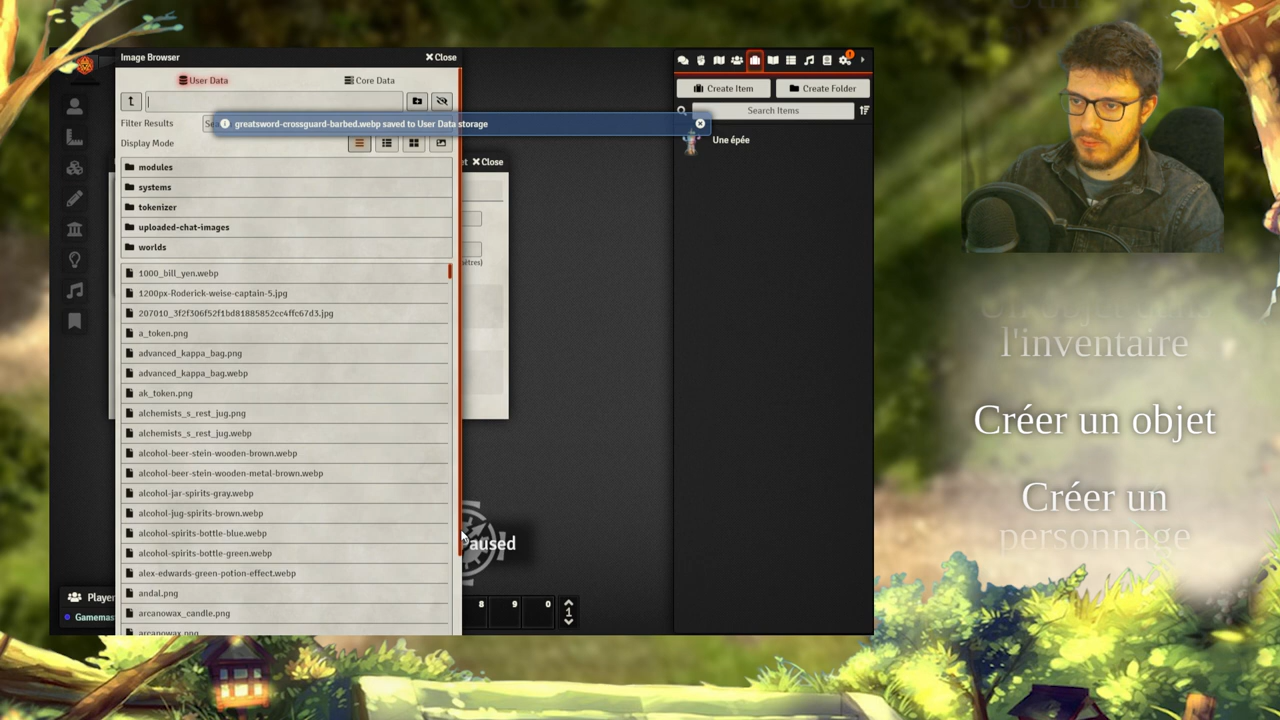 Image Browser
Close
User Data
Core Data
Filter Results
greatsword-crossguard-barbed.webp saved to User Data storage
Display Mode
modules
systems
tokenizer
uploaded-chat-images
worlds
1000_bill_yen.webp
1200px-Roderick-weise-captain-5.jpg
207010_3f2f306f52f1bd81885852cc4ffc67d3.jpg
a_token.png
advanced_kappa_bag.png
advanced_kappa_bag.webp
ak_token.png
alchemists_s_rest_jug.png
alchemists_s_rest_jug.webp
alcohol-beer-stein-wooden-brown.webp
alcohol-beer-stein-wooden-metal-brown.webp
alcohol-jar-spirits-gray.webp
alcohol-jug-spirits-brown.webp
alcohol-spirits-bottle-blue.webp
alcohol-spirits-bottle-green.webp
alex-edwards-green-potion-effect.webp
andal.png
arcanowax_candle.png
arcanowax.png
Close
aused
8
9
0
1
Player
Gamemas
Create Item
Create Folder
Search Items
Une épée
l'inventaire
Créer un objet
Créer un
personnage